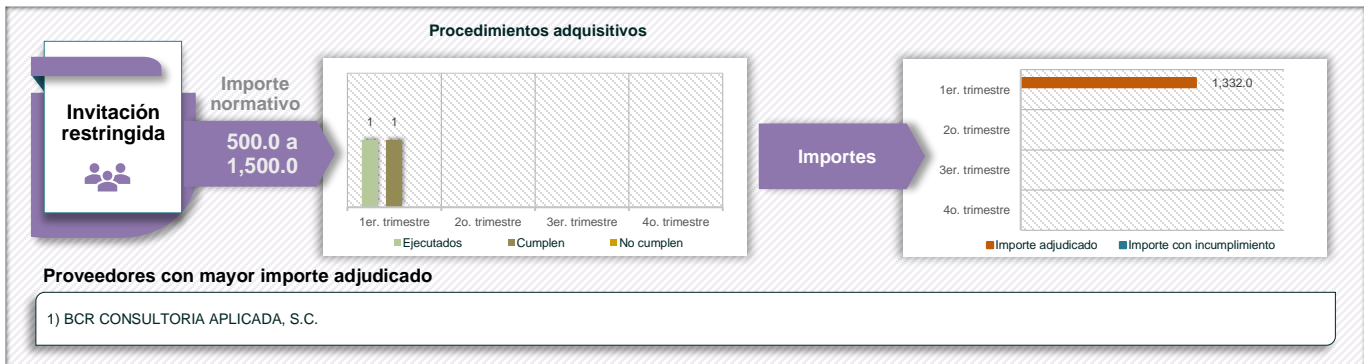 Procedimientos adquisitivos
Invitación
restringida
Importe
normativo
500.0 a
1,500.0
1 1
1er. trimestre 2o. trimestre 3er. trimestre 4o. trimestre
Ejecutados Cumplen No cumplen
Importes
1er. trimestre 1,332.0
2o. trimestre
3er. trimestre
4o. trimestre
Importe adjudicado Importe con incumplimiento
Proveedores con mayor importe adjudicado
1) BCR CONSULTORIA APLICADA, S.C.